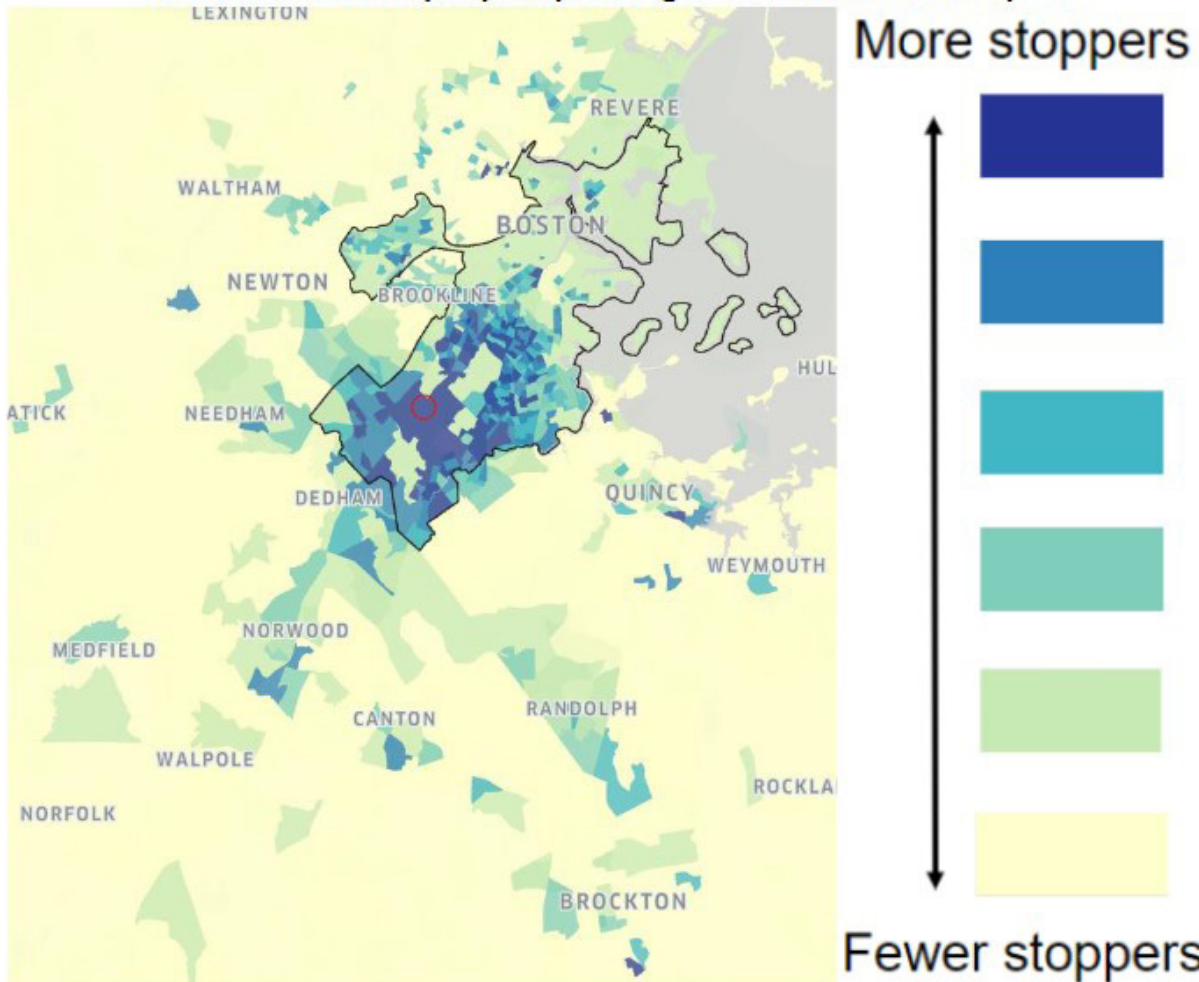 LEXINGTON
More stoppers
REVERE
WALTHAM
BOSTON
NEWTON
BROOKLINE
HUL
ATICK
NEEDHAM
DEDHAM
QUINCY
WEYMOUTH
NORWOOD
MEDFIELD
CANTON
RANDOLPH
WALPOLE
ROCKLA
NORFOLK
BROCKTON
Fewer stoppers